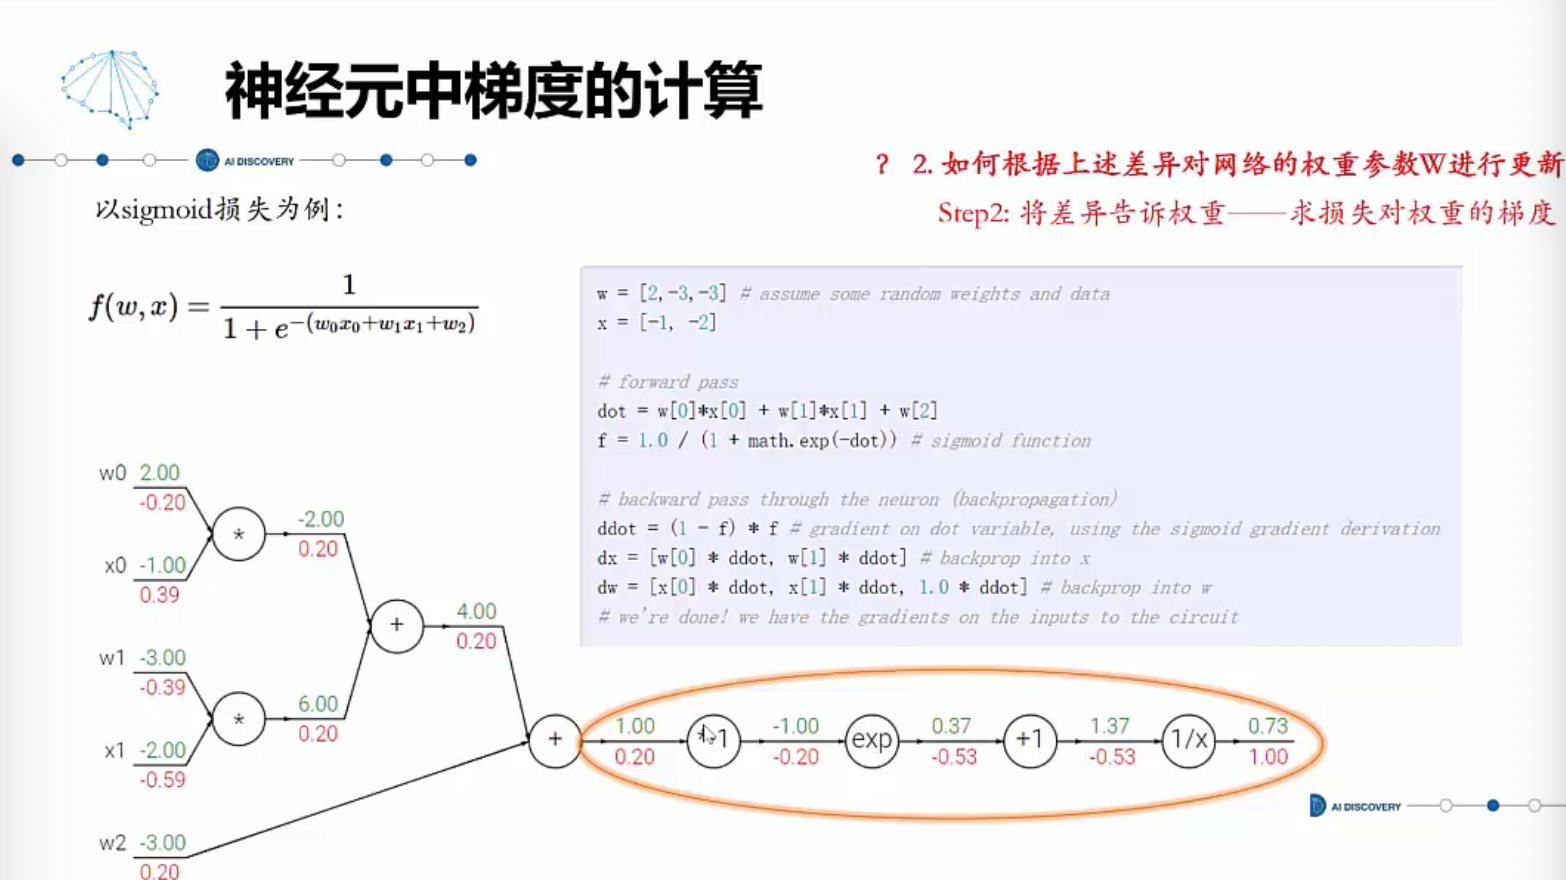 神经元中梯度的计算
AI DISCOVERY
? 2. 如何根据上述差异对网络的权重参数W进行更新
Step2: 将差异告诉权重——求损失对权重的梯度
以sigmoid损失为例：
f(w,x) = 1 / (1 + e^-(w0x0+w1x1+w2))
w = [2,-3,-3] # assume some random weights and data
x = [-1, -2]
# forward pass
dot = w[0]*x[0] + w[1]*x[1] + w[2]
f = 1.0 / (1 + math.exp(-dot)) # sigmoid function
# backward pass through the neuron (backpropagation)
ddot = (1 - f) * f # gradient on dot variable, using the sigmoid gradient derivation
dx = [w[0] * ddot, w[1] * ddot] # backprop into x
dw = [x[0] * ddot, x[1] * ddot, 1.0 * ddot] # backprop into w
# we're done! we have the gradients on the inputs to the circuit
w0 2.00
-0.20
*
-2.00
0.20
x0 -1.00
0.39
+
4.00
0.20
w1 -3.00
-0.39
*
6.00
0.20
x1 -2.00
-0.59
w2 -3.00
0.20
+
1.00
0.20
*-1
-1.00
-0.20
exp
0.37
-0.53
+1
1.37
-0.53
1/x
0.73
1.00
AI DISCOVERY